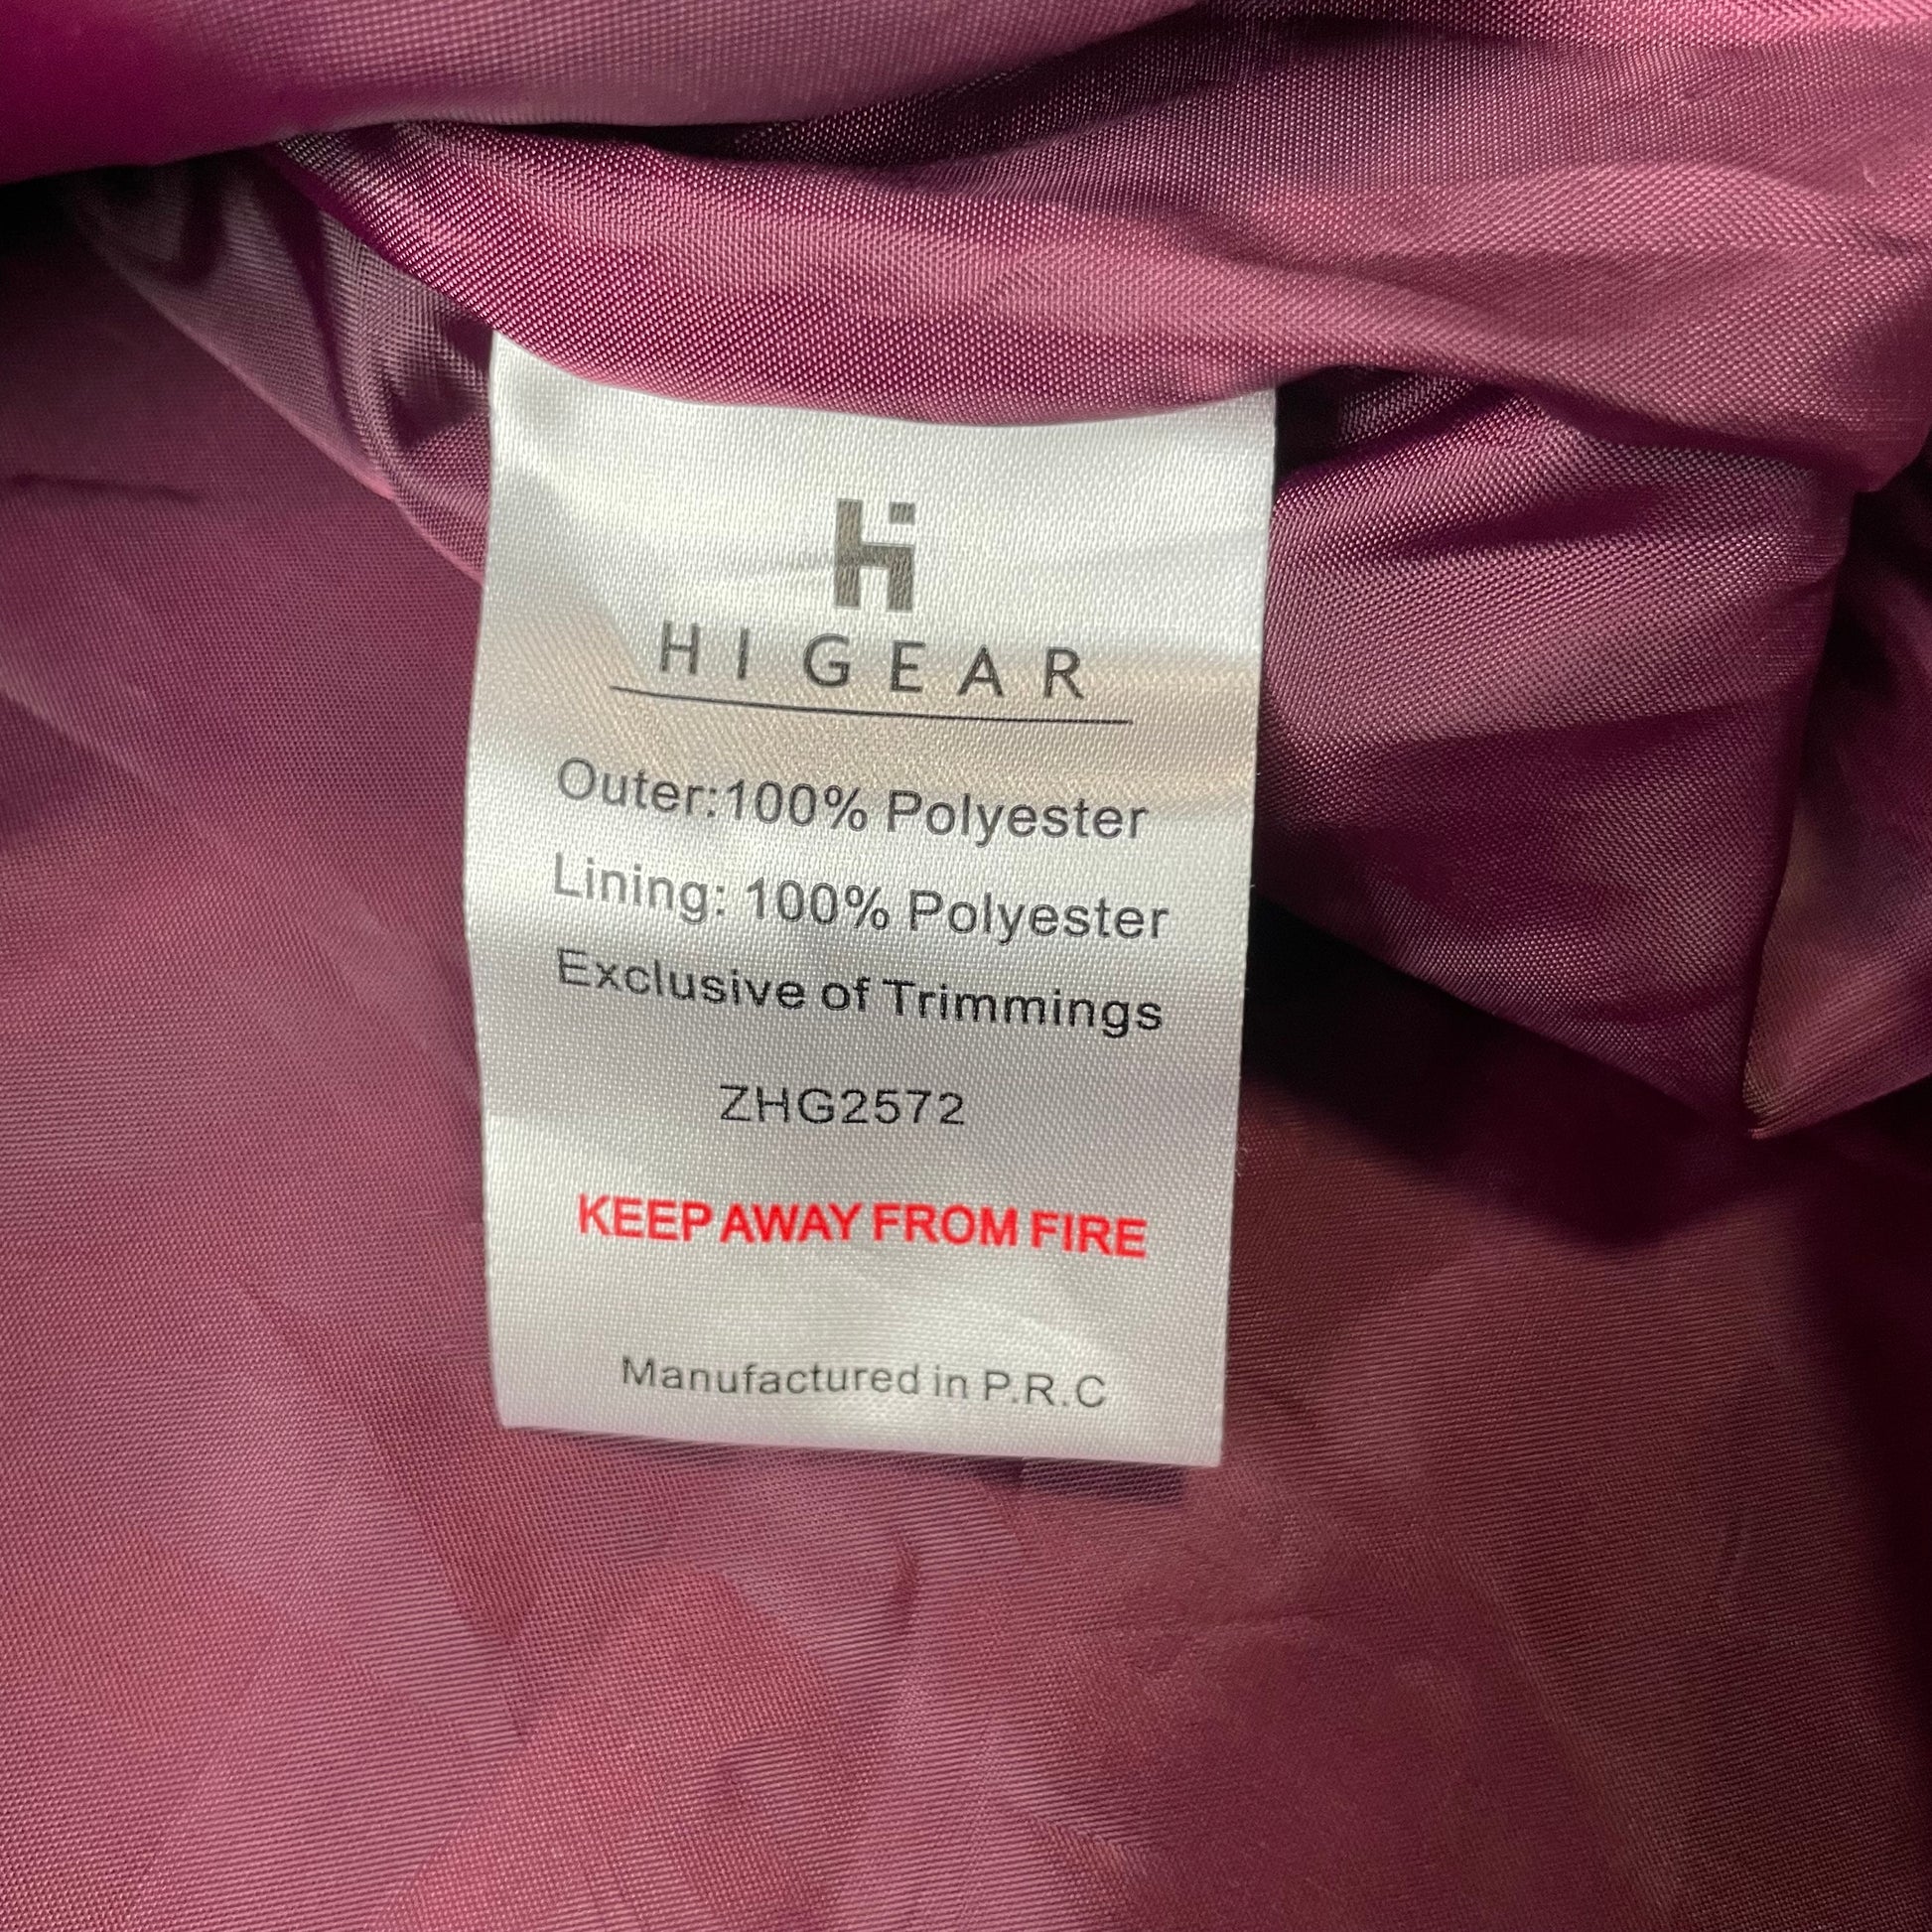 Hi
HI GEAR
Outer:100% Polyester
Lining: 100% Polyester
Exclusive of Trimmings
ZHG2572
KEEP AWAY FROM FIRE
Manufactured in P.R.C